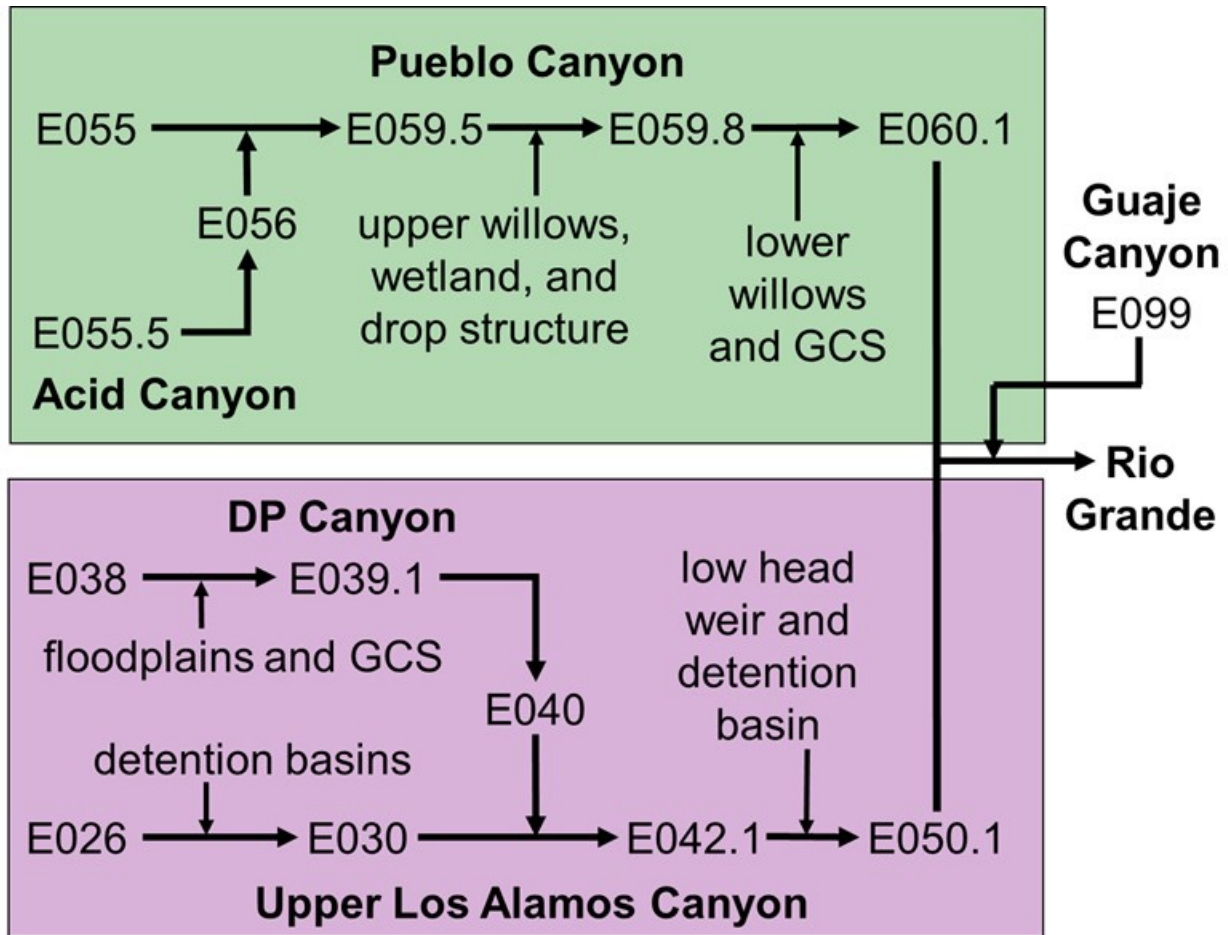 Pueblo Canyon
E055
E059.5
E059.8
E060.1
E056
upper willows,
wetland, and
drop structure
lower
willows
and GCS
E055.5
Acid Canyon
Guaje
Canyon
E099
Rio
Grande
DP Canyon
E038
E039.1
floodplains and GCS
E040
low head
weir and
detention
basin
detention basins
E026
E030
E042.1
E050.1
Upper Los Alamos Canyon